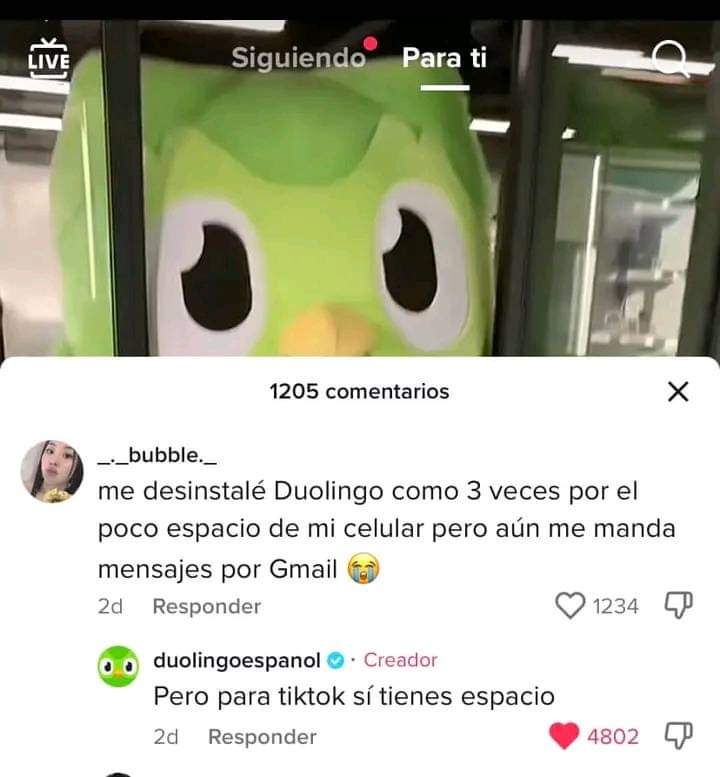 LIVE
Siguiendo Para ti
1205 comentarios
_._bubble._
me desinstalé Duolingo como 3 veces por el
poco espacio de mi celular pero aún me manda
mensajes por Gmail 😭
2d Responder 1234
duolingoespanol · Creador
Pero para tiktok sí tienes espacio
2d Responder 4802